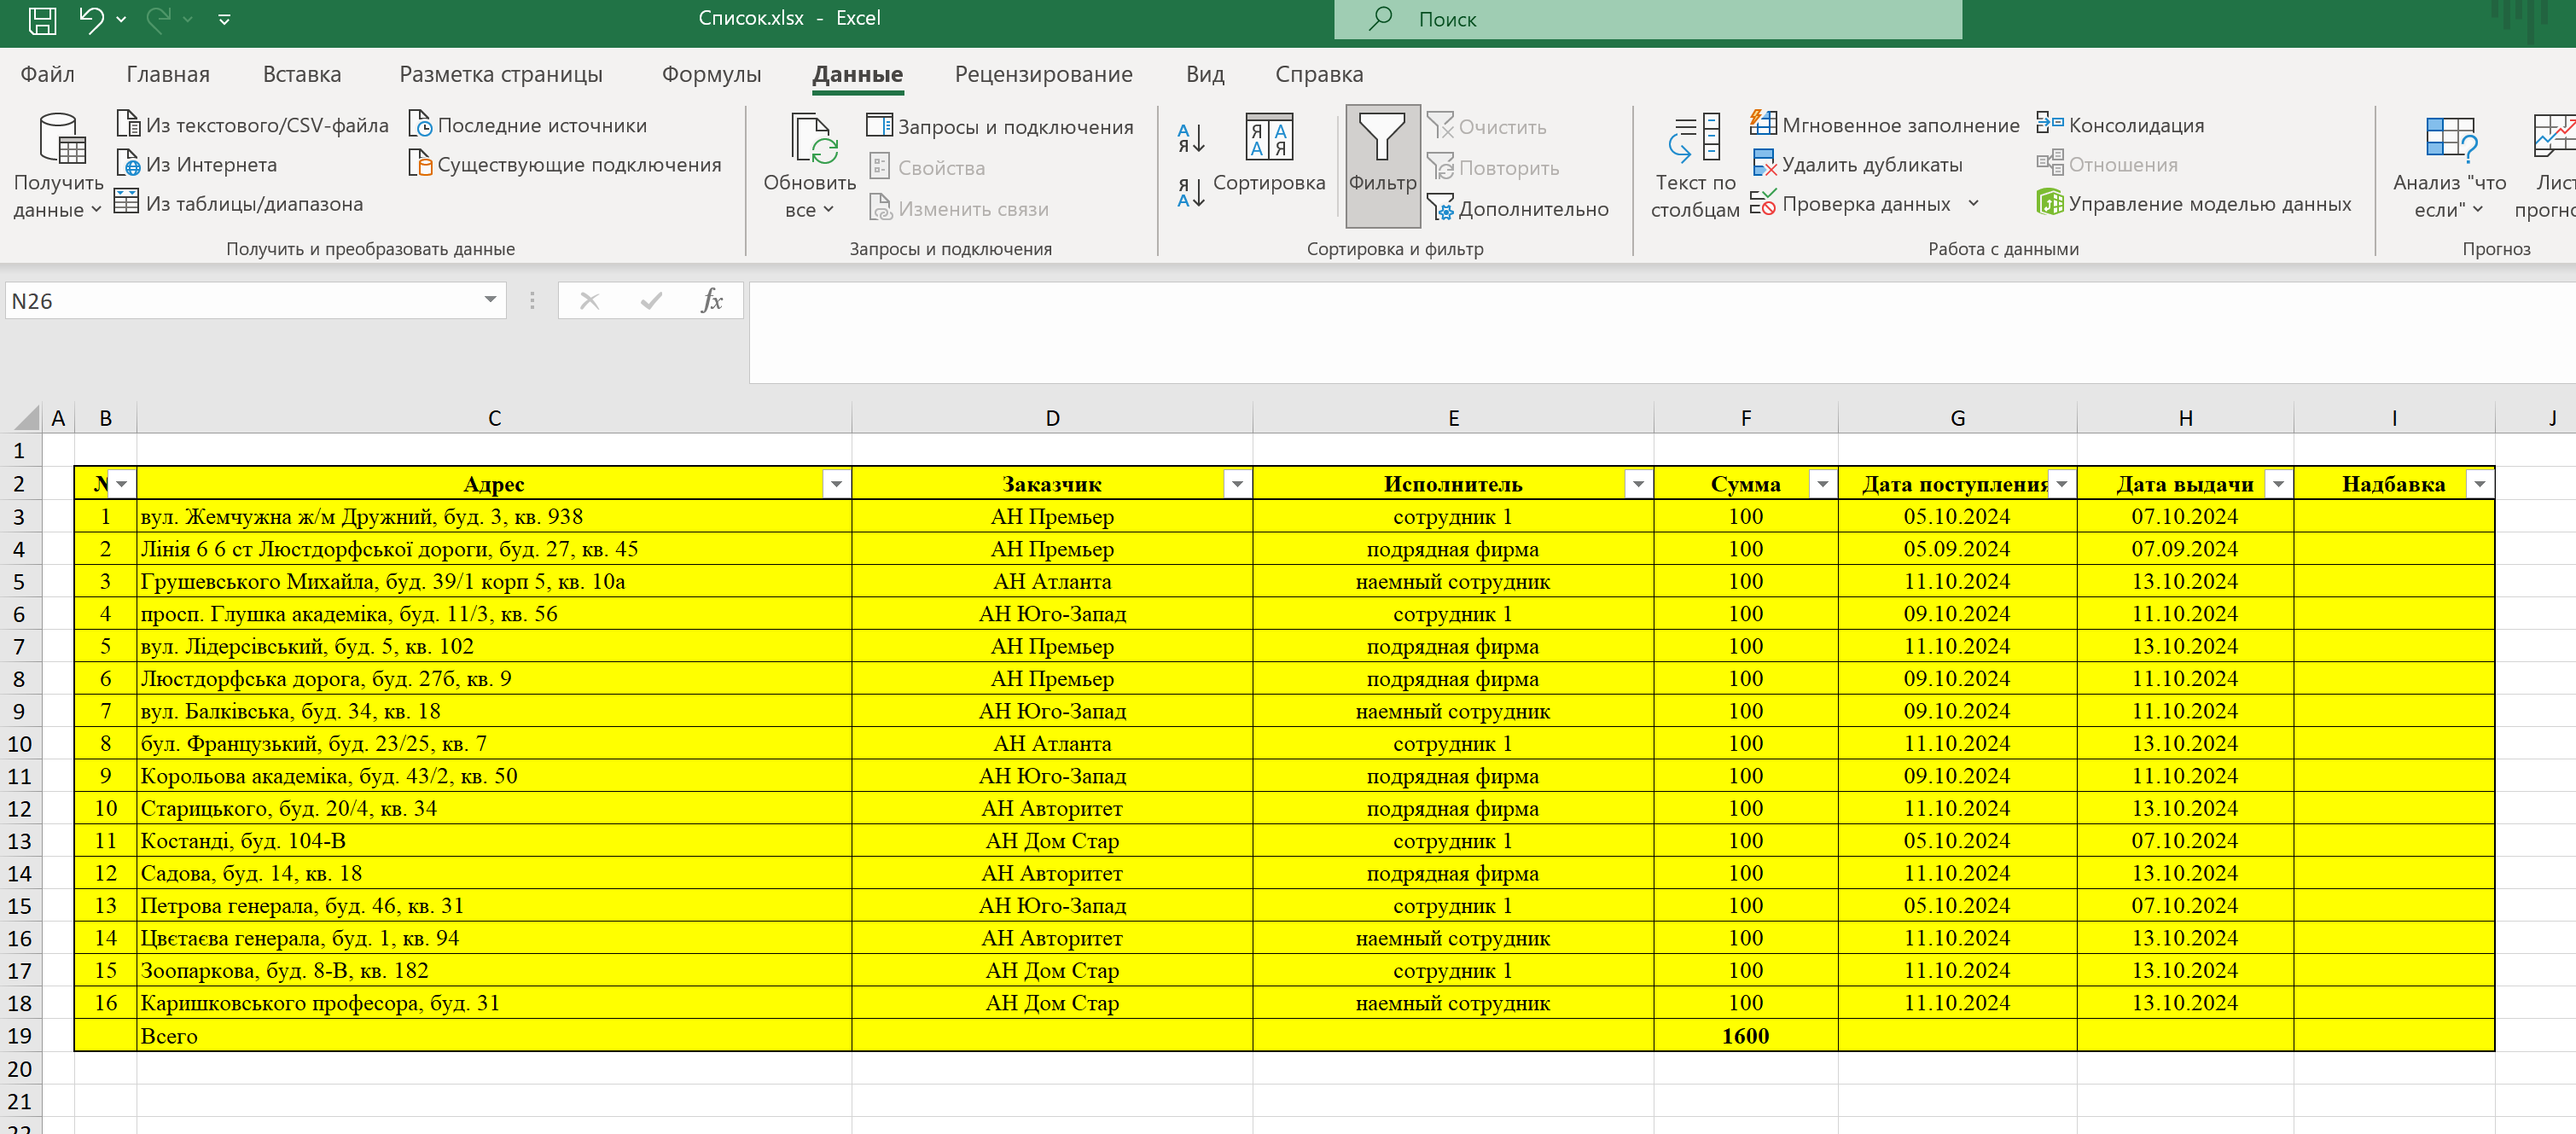 Список.xlsx - Excel
Поиск
Файл Главная Вставка Разметка страницы Формулы Данные Рецензирование Вид Справка
Получить данные
Из текстового/CSV-файла
Из Интернета
Из таблицы/диапазона
Последние источники
Существующие подключения
Получить и преобразовать данные
Обновить все
Запросы и подключения
Свойства
Изменить связи
Запросы и подключения
Сортировка
Фильтр
Очистить
Повторить
Дополнительно
Сортировка и фильтр
Текст по столбцам
Мгновенное заполнение
Удалить дубликаты
Проверка данных
Консолидация
Отношения
Управление моделью данных
Работа с данными
Анализ "что если"
Лист
прогно
Прогноз
N26
fx
A B C D E F G H I J
1
2 № Адрес Заказчик Исполнитель Сумма Дата поступления Дата выдачи Надбавка
3 1 вул. Жемчужна ж/м Дружний, буд. 3, кв. 938 АН Премьер сотрудник 1 100 05.10.2024 07.10.2024
4 2 Лінія 6 6 ст Люстдорфської дороги, буд. 27, кв. 45 АН Премьер подрядная фирма 100 05.09.2024 07.09.2024
5 3 Грушевського Михайла, буд. 39/1 корп 5, кв. 10а АН Атланта наемный сотрудник 100 11.10.2024 13.10.2024
6 4 просп. Глушка академіка, буд. 11/3, кв. 56 АН Юго-Запад сотрудник 1 100 09.10.2024 11.10.2024
7 5 вул. Лідерсівський, буд. 5, кв. 102 АН Премьер подрядная фирма 100 11.10.2024 13.10.2024
8 6 Люстдорфська дорога, буд. 27б, кв. 9 АН Премьер подрядная фирма 100 09.10.2024 11.10.2024
9 7 вул. Балківська, буд. 34, кв. 18 АН Юго-Запад наемный сотрудник 100 09.10.2024 11.10.2024
10 8 бул. Французький, буд. 23/25, кв. 7 АН Атланта сотрудник 1 100 11.10.2024 13.10.2024
11 9 Корольова академіка, буд. 43/2, кв. 50 АН Юго-Запад подрядная фирма 100 09.10.2024 11.10.2024
12 10 Старицького, буд. 20/4, кв. 34 АН Авторитет подрядная фирма 100 11.10.2024 13.10.2024
13 11 Костанді, буд. 104-В АН Дом Стар сотрудник 1 100 05.10.2024 07.10.2024
14 12 Садова, буд. 14, кв. 18 АН Авторитет подрядная фирма 100 11.10.2024 13.10.2024
15 13 Петрова генерала, буд. 46, кв. 31 АН Юго-Запад сотрудник 1 100 05.10.2024 07.10.2024
16 14 Цвєтаєва генерала, буд. 1, кв. 94 АН Авторитет наемный сотрудник 100 11.10.2024 13.10.2024
17 15 Зоопаркова, буд. 8-В, кв. 182 АН Дом Стар сотрудник 1 100 11.10.2024 13.10.2024
18 16 Каришковського професора, буд. 31 АН Дом Стар наемный сотрудник 100 11.10.2024 13.10.2024
19 Всего 1600
20
21
22